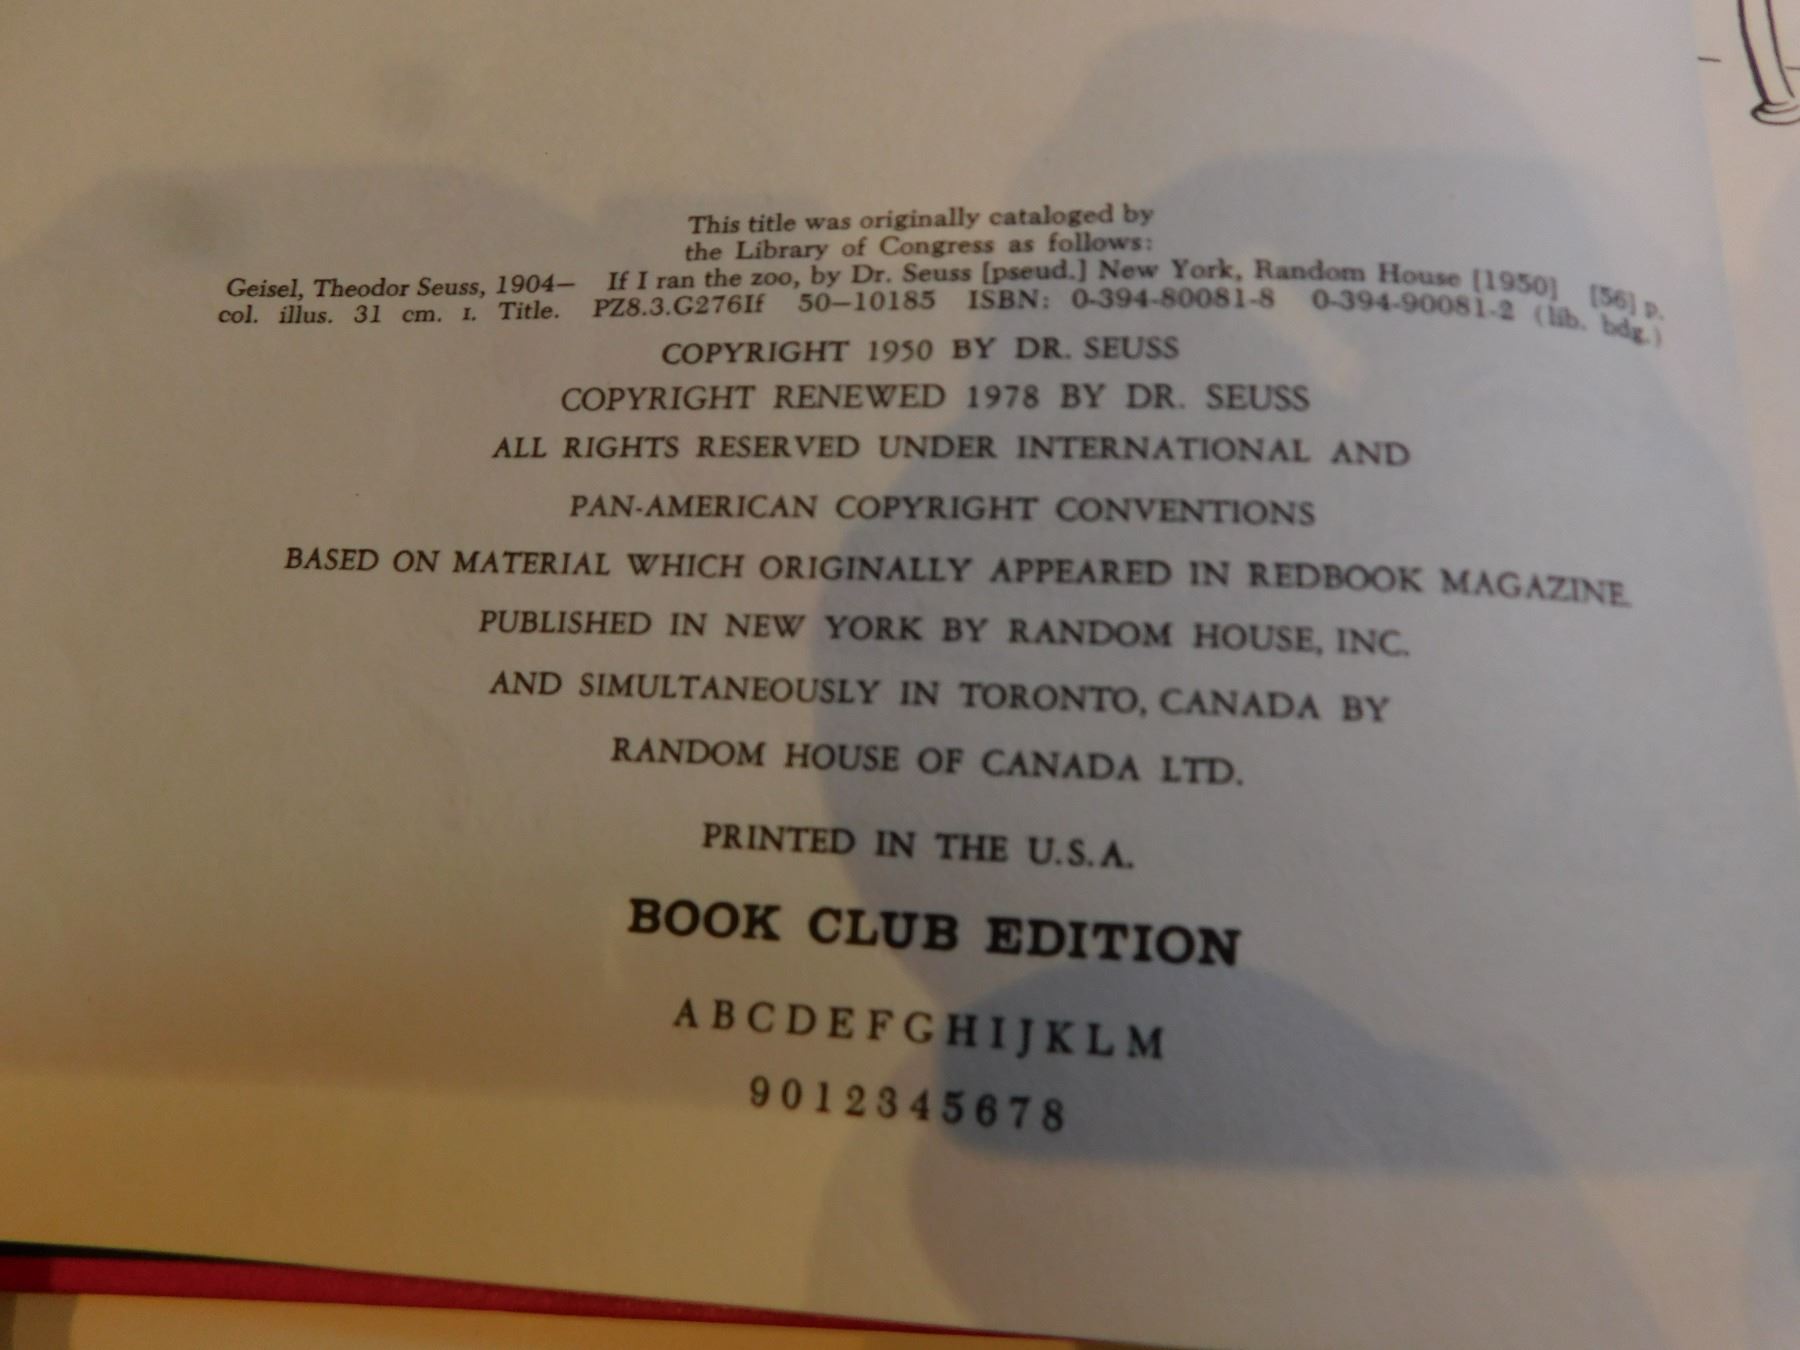 This title was originally cataloged by
the Library of Congress as follows:
Geisel, Theodor Seuss, 1904— If I ran the zoo, by Dr. Seuss [pseud.] New York, Random House [1950] [56] p.
col. illus. 31 cm. I. Title. PZ8.3.G276If 50—10185 ISBN: 0-394-80081-8 0-394-90081-2 (lib. bdg.)
COPYRIGHT 1950 BY DR. SEUSS
COPYRIGHT RENEWED 1978 BY DR. SEUSS
ALL RIGHTS RESERVED UNDER INTERNATIONAL AND
PAN-AMERICAN COPYRIGHT CONVENTIONS
BASED ON MATERIAL WHICH ORIGINALLY APPEARED IN REDBOOK MAGAZINE
PUBLISHED IN NEW YORK BY RANDOM HOUSE, INC.
AND SIMULTANEOUSLY IN TORONTO, CANADA BY
RANDOM HOUSE OF CANADA LTD.
PRINTED IN THE U.S.A.
BOOK CLUB EDITION
A B C D E F G H I J K L M
9 0 1 2 3 4 5 6 7 8